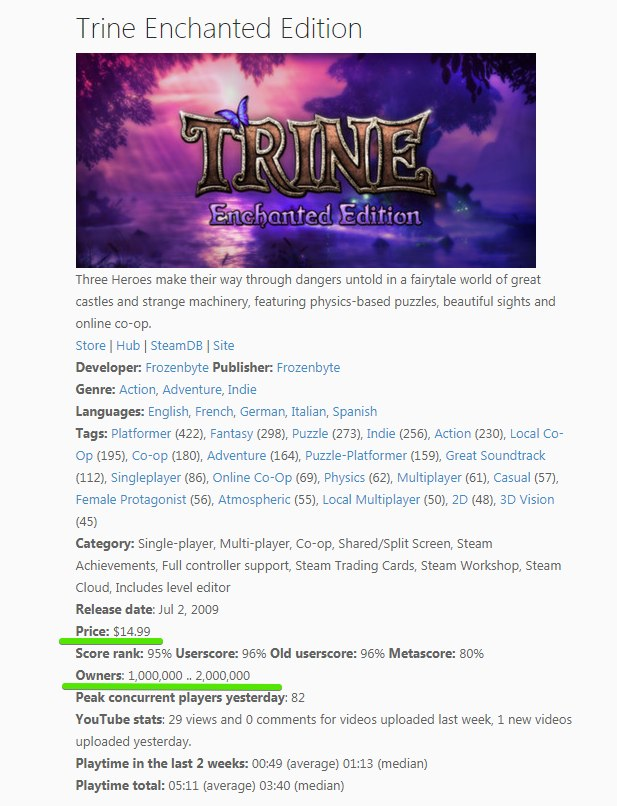 Trine Enchanted Edition
TRINE
Enchanted Edition
Three Heroes make their way through dangers untold in a fairytale world of great
castles and strange machinery, featuring physics-based puzzles, beautiful sights and
online co-op.
Store | Hub | SteamDB | Site
Developer: Frozenbyte Publisher: Frozenbyte
Genre: Action, Adventure, Indie
Languages: English, French, German, Italian, Spanish
Tags: Platformer (422), Fantasy (298), Puzzle (273), Indie (256), Action (230), Local Co-
Op (195), Co-op (180), Adventure (164), Puzzle-Platformer (159), Great Soundtrack
(112), Singleplayer (86), Online Co-Op (69), Physics (62), Multiplayer (61), Casual (57),
Female Protagonist (56), Atmospheric (55), Local Multiplayer (50), 2D (48), 3D Vision
(45)
Category: Single-player, Multi-player, Co-op, Shared/Split Screen, Steam
Achievements, Full controller support, Steam Trading Cards, Steam Workshop, Steam
Cloud, Includes level editor
Release date: Jul 2, 2009
Price: $14.99
Score rank: 95% Userscore: 96% Old userscore: 96% Metascore: 80%
Owners: 1,000,000 .. 2,000,000
Peak concurrent players yesterday: 82
YouTube stats: 29 views and 0 comments for videos uploaded last week, 1 new videos
uploaded yesterday.
Playtime in the last 2 weeks: 00:49 (average) 01:13 (median)
Playtime total: 05:11 (average) 03:40 (median)